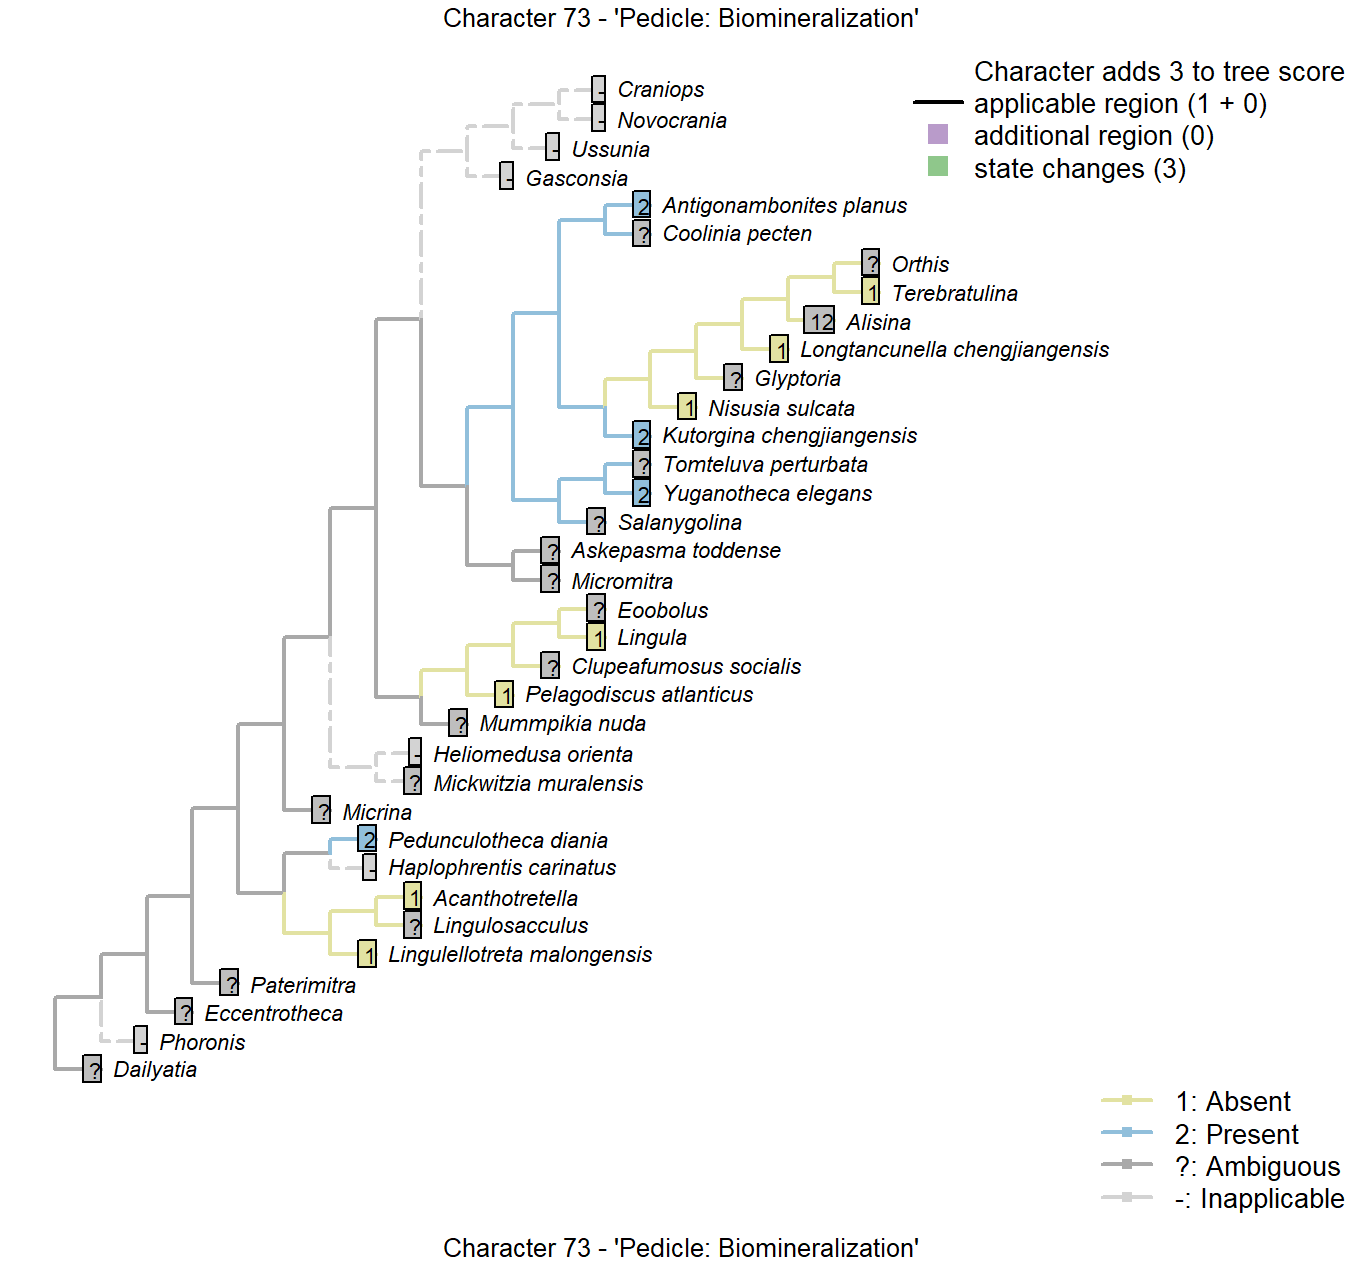 Character 73 - 'Pedicle: Biomineralization'
Character adds 3 to tree score
applicable region (1 + 0)
additional region (0)
state changes (3)
- Craniops
- Novocrania
- Ussunia
- Gasconsia
2 Antigonambonites planus
? Coolinia pecten
? Orthis
1 Terebratulina
12 Alisina
1 Longtancunella chengjiangensis
? Glyptoria
1 Nisusia sulcata
2 Kutorgina chengjiangensis
? Tomteluva perturbata
2 Yuganotheca elegans
? Salanygolina
? Askepasma toddense
? Micromitra
? Eoobolus
1 Lingula
? Clupeafumosus socialis
1 Pelagodiscus atlanticus
? Mummpikia nuda
- Heliomedusa orienta
? Mickwitzia muralensis
? Micrina
2 Pedunculotheca diania
- Haplophrentis carinatus
1 Acanthotretella
? Lingulosacculus
1 Lingulellotreta malongensis
? Paterimitra
? Eccentrotheca
- Phoronis
? Dailyatia
1: Absent
2: Present
?: Ambiguous
-: Inapplicable
Character 73 - 'Pedicle: Biomineralization'